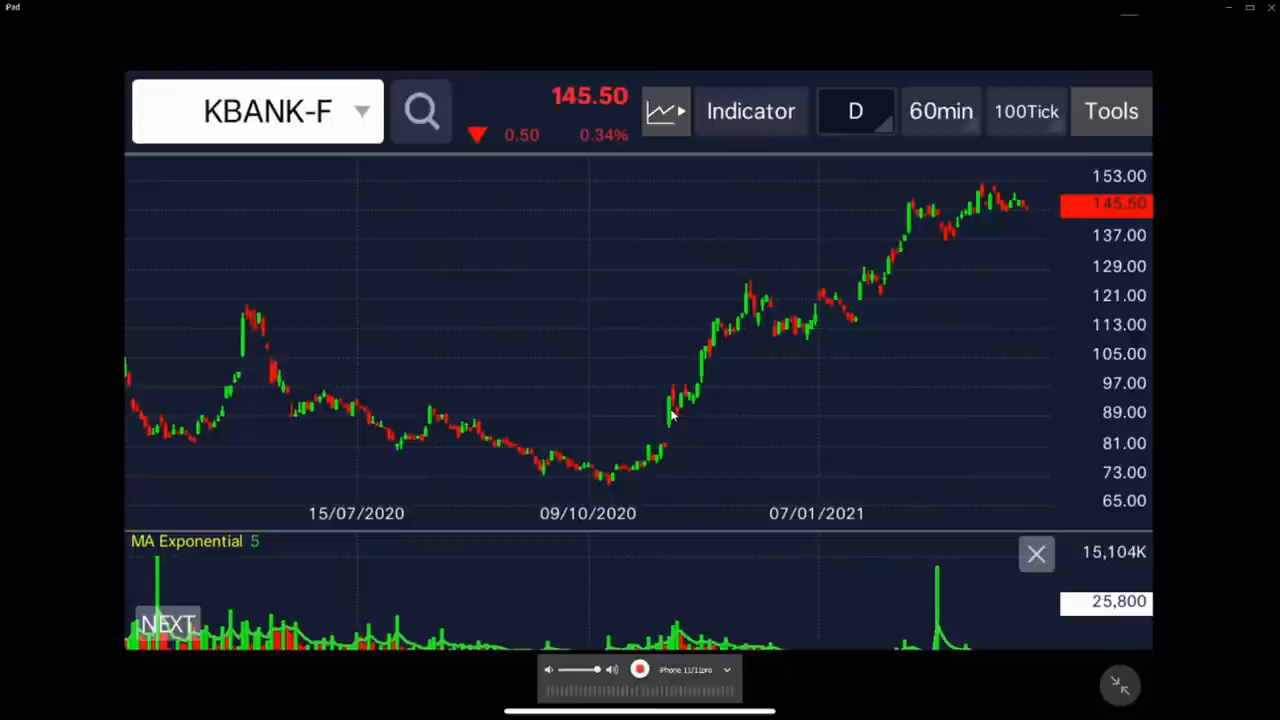 iPad
KBANK-F
145.50
0.50 0.34%
Indicator
D
60min
100Tick
Tools
153.00
145.50
137.00
129.00
121.00
113.00
105.00
97.00
89.00
81.00
73.00
65.00
15/07/2020 09/10/2020 07/01/2021
MA Exponential 5
15,104K
25,800
NEXT
iPhone 11/11pro